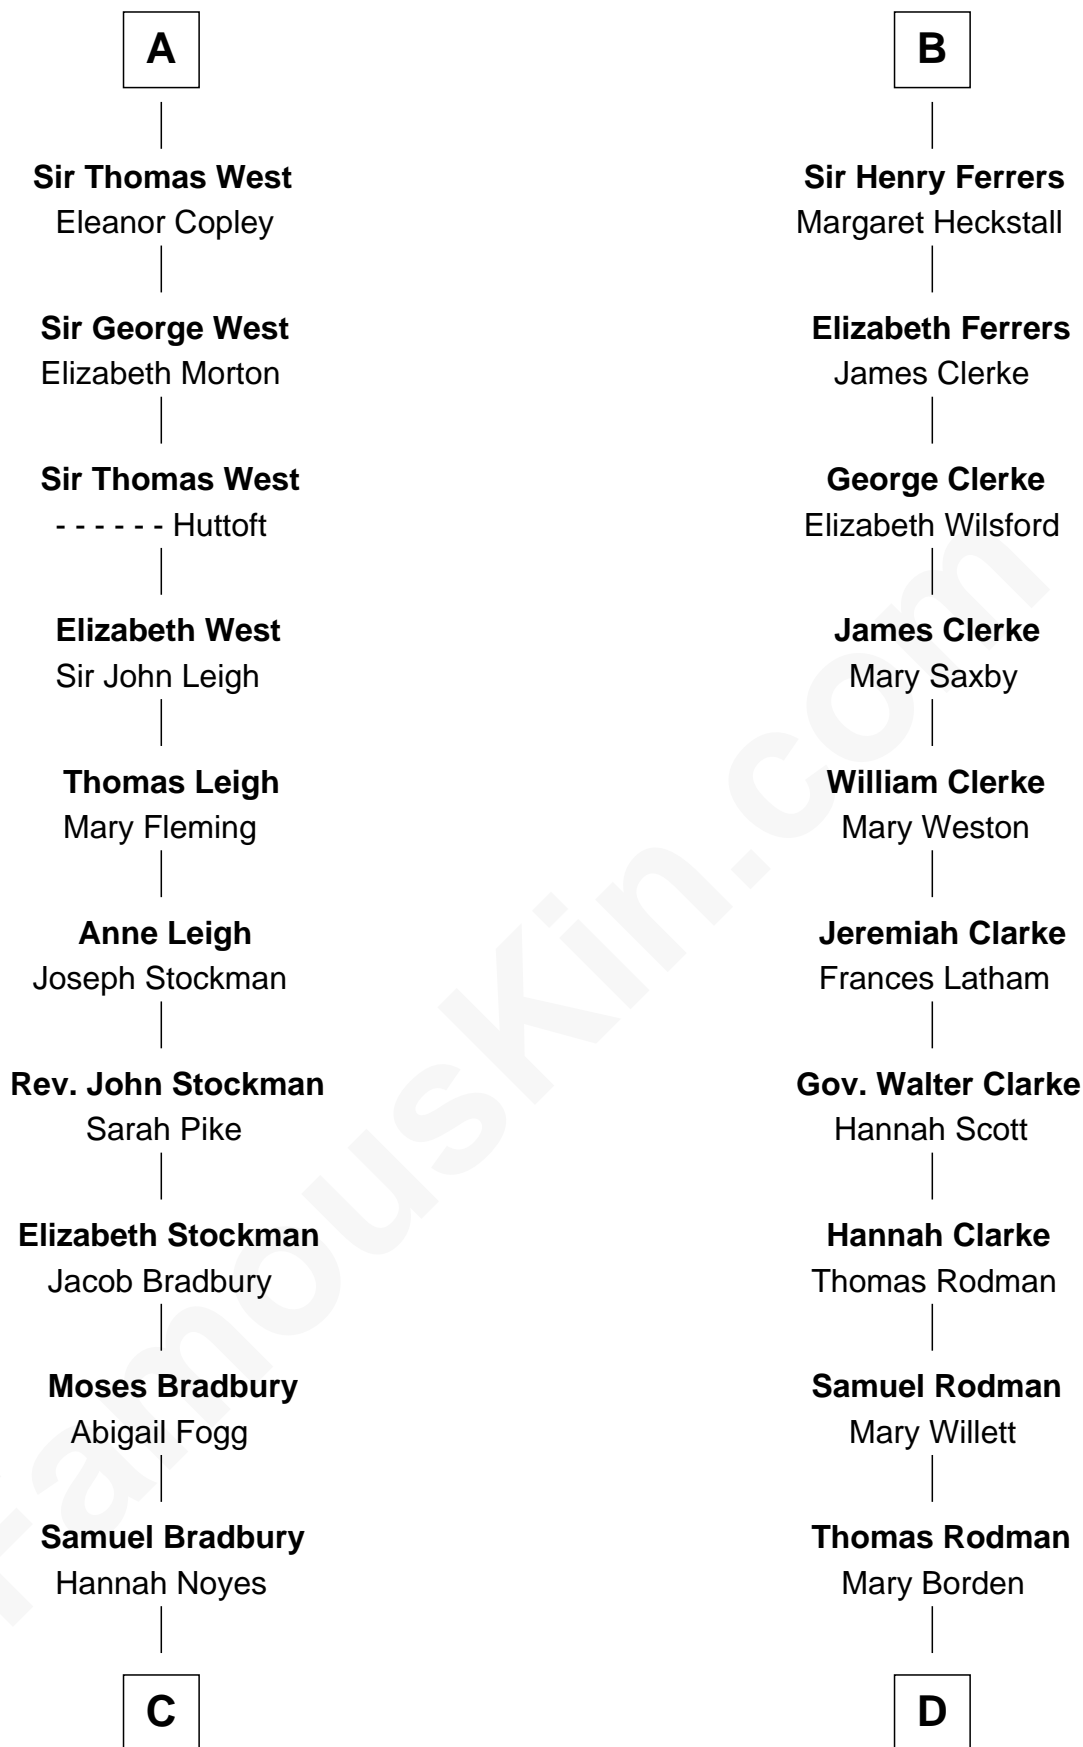 A
Sir Thomas West
Eleanor Copley
Sir George West
Elizabeth Morton
Sir Thomas West
- - - - - - Huttoft
Elizabeth West
Sir John Leigh
Thomas Leigh
Mary Fleming
Anne Leigh
Joseph Stockman
Rev. John Stockman
Sarah Pike
Elizabeth Stockman
Jacob Bradbury
Moses Bradbury
Abigail Fogg
Samuel Bradbury
Hannah Noyes
C
B
Sir Henry Ferrers
Margaret Heckstall
Elizabeth Ferrers
James Clerke
George Clerke
Elizabeth Wilsford
James Clerke
Mary Saxby
William Clerke
Mary Weston
Jeremiah Clarke
Frances Latham
Gov. Walter Clarke
Hannah Scott
Hannah Clarke
Thomas Rodman
Samuel Rodman
Mary Willett
Thomas Rodman
Mary Borden
D
FamousKin.com